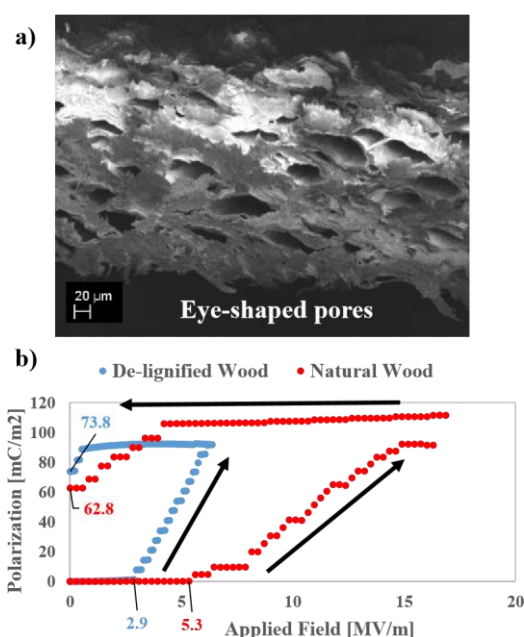 a)
20 µm
Eye-shaped pores
b)
De-lignified Wood
Natural Wood
Polarization [mC/m2]
120
100
80
60
40
20
0
73.8
62.8
0
5
10
15
20
2.9
5.3
Applied Field [MV/m]